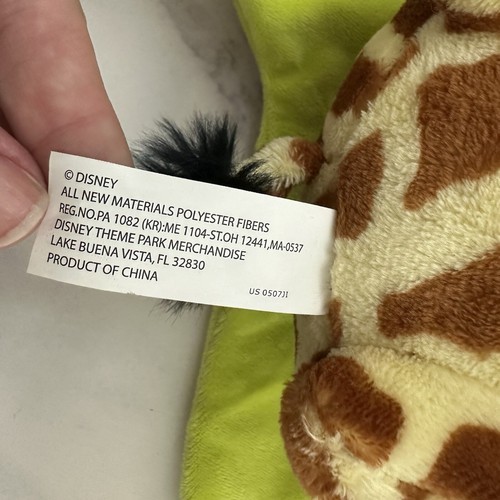 © DISNEY
ALL NEW MATERIALS POLYESTER FIBERS
REG.NO.PA 1082 (KR):ME 1104-ST.OH 12441,MA-0537
DISNEY THEME PARK MERCHANDISE
LAKE BUENA VISTA, FL 32830
PRODUCT OF CHINA
US 0507JI